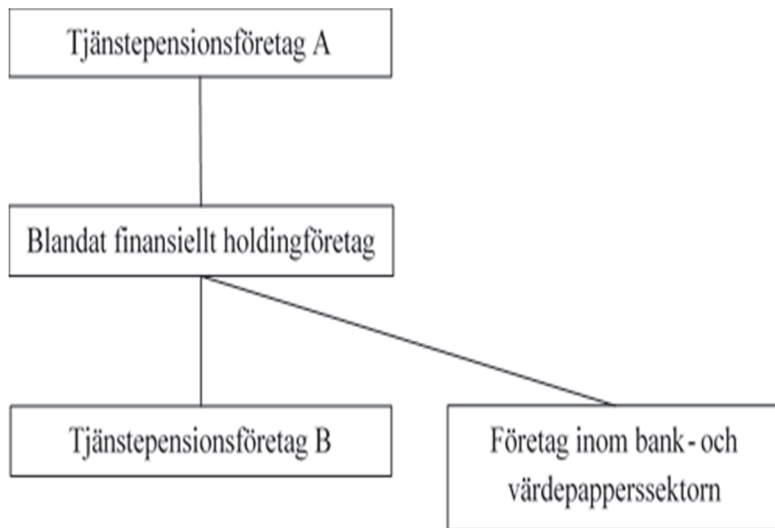 Tjänstepensionsföretag A
Blandat finansiellt holdingföretag
Tjänstepensionsföretag B
Företag inom bank- och
värdepapperssektorn